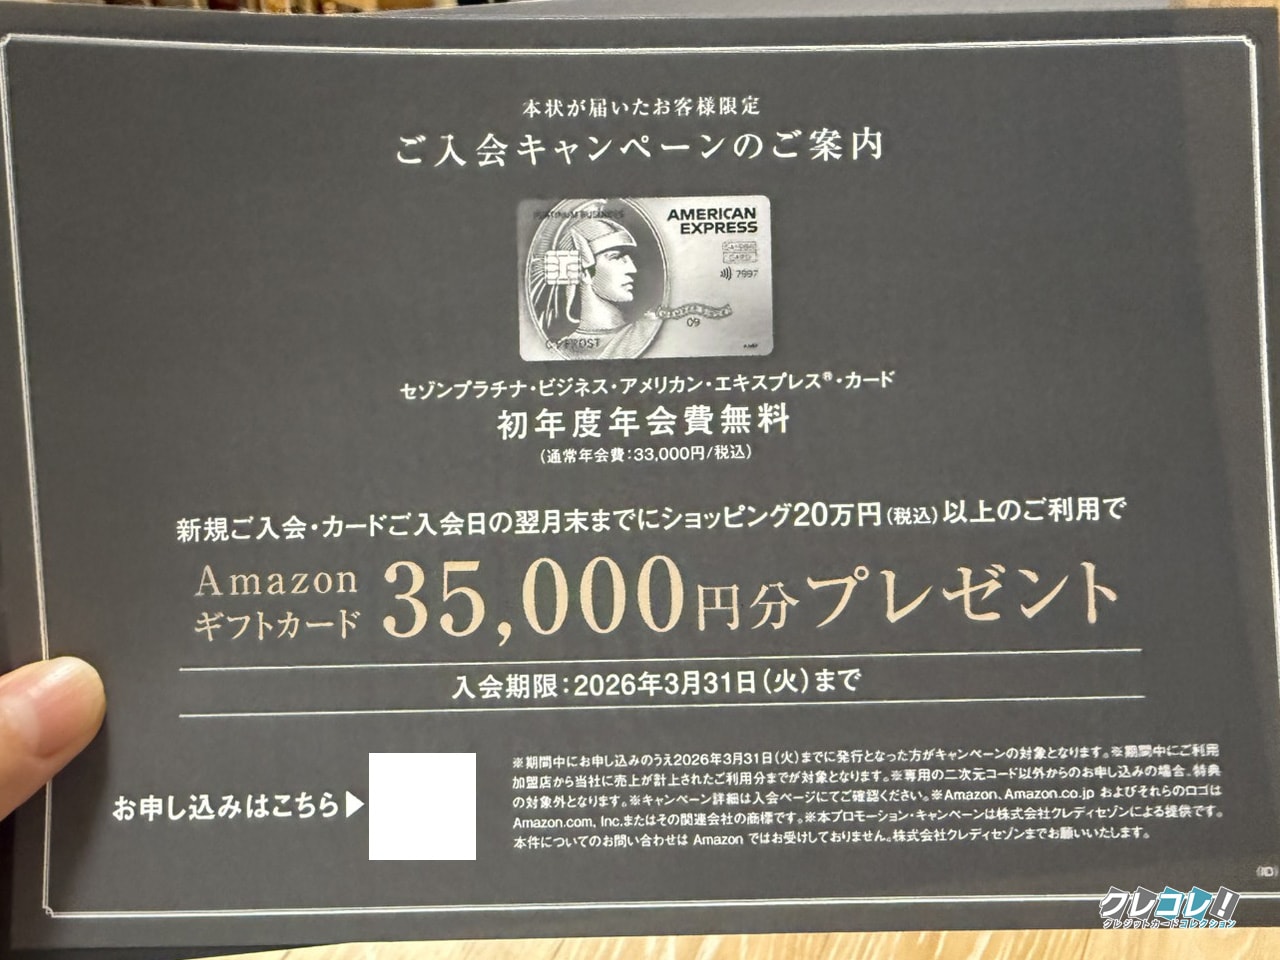 本状が届いたお客様限定
ご入会キャンペーンのご案内
PLATINUM BUSINESS
AMERICAN
EXPRESS
SAISON
CARD
7997
09
C F FROST
セゾンプラチナ・ビジネス・アメリカン・エキスプレス®・カード
初年度年会費無料
(通常年会費:33,000円/税込)
新規ご入会・カードご入会日の翌月末までにショッピング20万円(税込)以上のご利用で
Amazon
ギフトカード
35,000円分プレゼント
入会期限:2026年3月31日(火)まで
お申し込みはこちら▶
※期間中にお申し込みのうえ2026年3月31日(火)までに発行となった方がキャンペーンの対象となります。※期間中にご利用
加盟店から当社に売上が計上されたご利用分までが対象となります。※専用の二次元コード以外からのお申し込みの場合、特典
の対象外となります。※キャンペーン詳細は入会ページにてご確認ください。※Amazon、Amazon.co.jp およびそれらのロゴは
Amazon.com, Inc.またはその関連会社の商標です。※本プロモーション・キャンペーンは株式会社クレディセゾンによる提供です。
本件についてのお問い合わせは Amazon ではお受けしておりません。株式会社クレディセゾンまでお願いいたします。
クレコレ!
クレジットカードコレクション